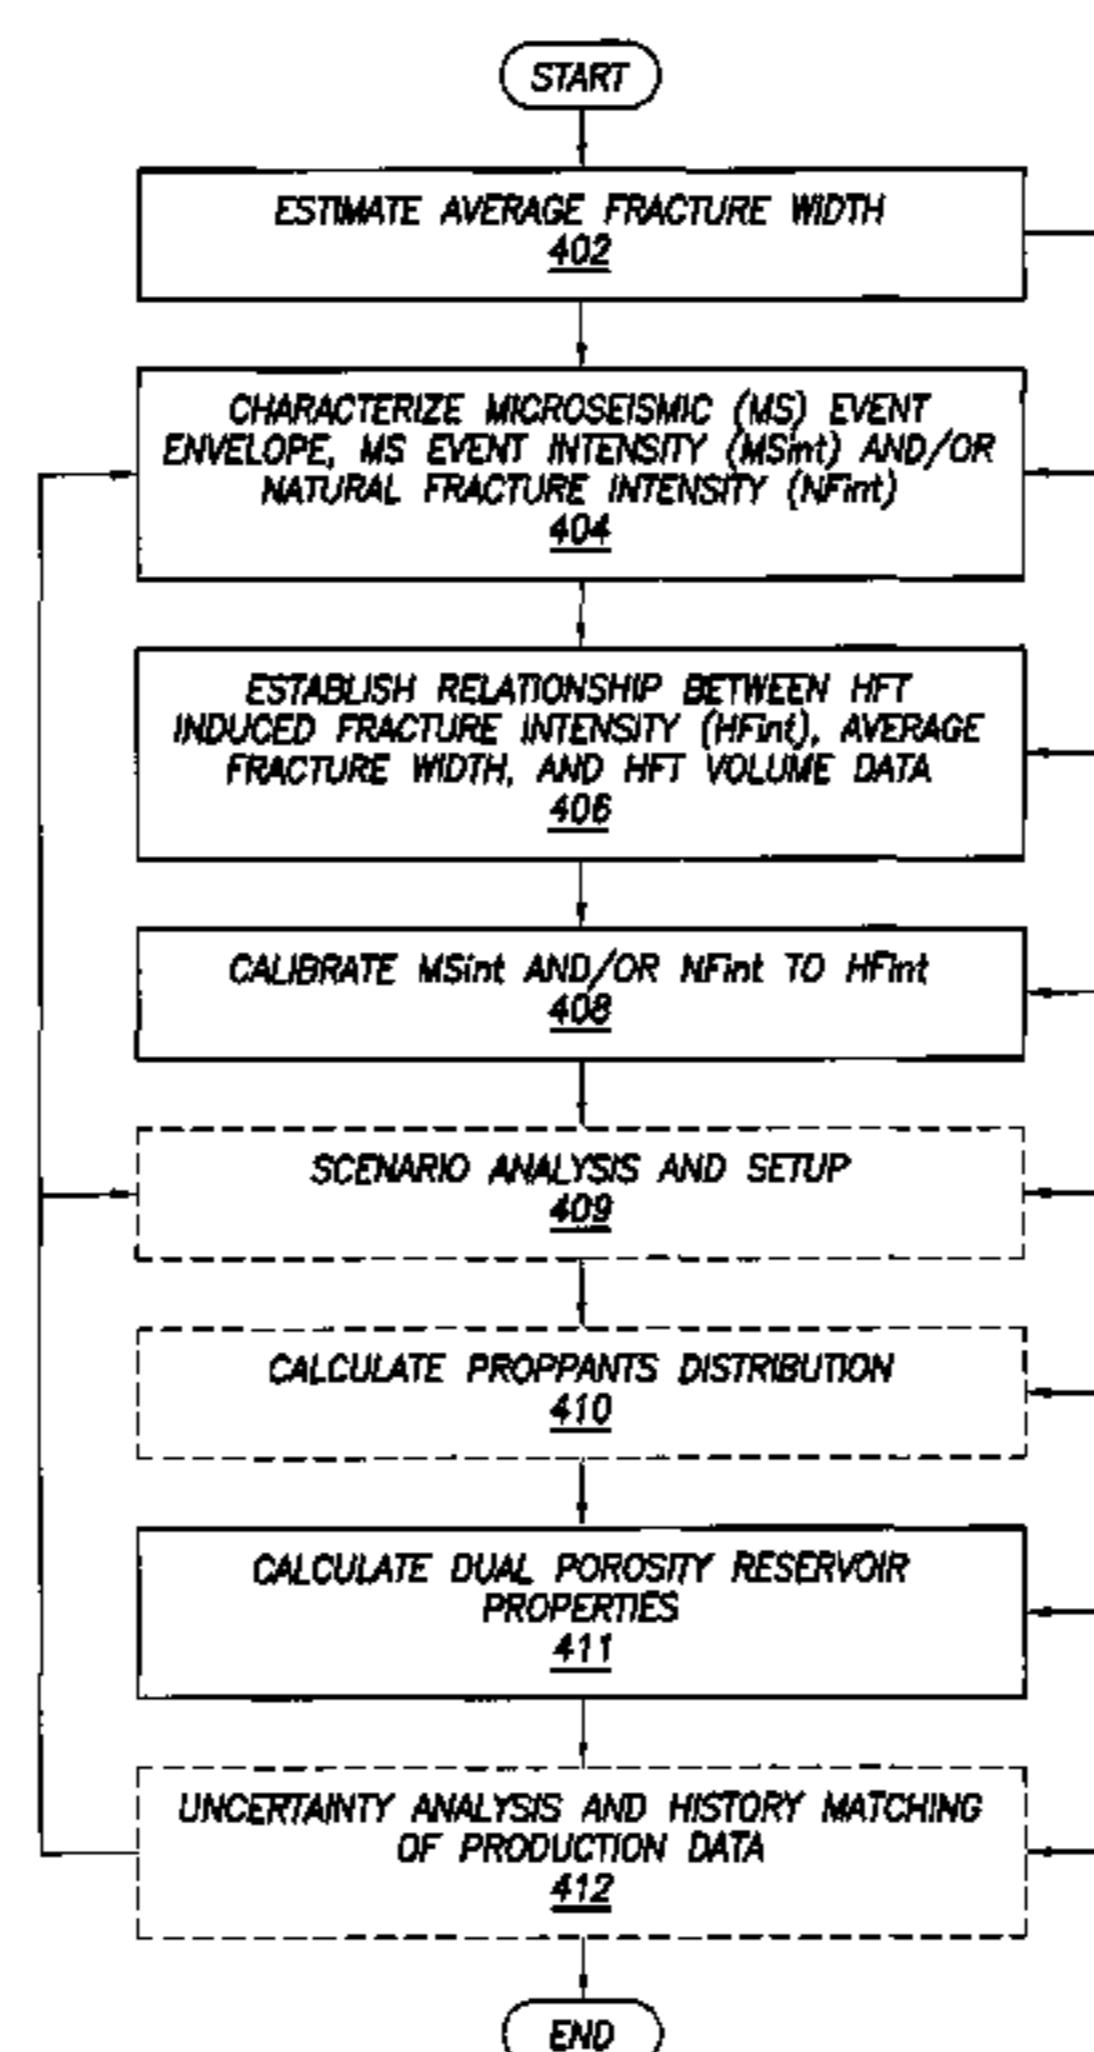 START
ESTIMATE AVERAGE FRACTURE WIDTH
402
CHARACTERIZE MICROSEISMIC (MS) EVENT
ENVELOPE, MS EVENT INTENSITY (MSint) AND/OR
NATURAL FRACTURE INTENSITY (NFint)
404
ESTABLISH RELATIONSHIP BETWEEN HFT
INDUCED FRACTURE INTENSITY (HFint), AVERAGE
FRACTURE WIDTH, AND HFT VOLUME DATA
406
CALIBRATE MSint AND/OR NFint TO HFint
408
SCENARIO ANALYSIS AND SETUP
409
CALCULATE PROPPANTS DISTRIBUTION
410
CALCULATE DUAL POROSITY RESERVOIR
PROPERTIES
411
UNCERTAINTY ANALYSIS AND HISTORY MATCHING
OF PRODUCTION DATA
412
END